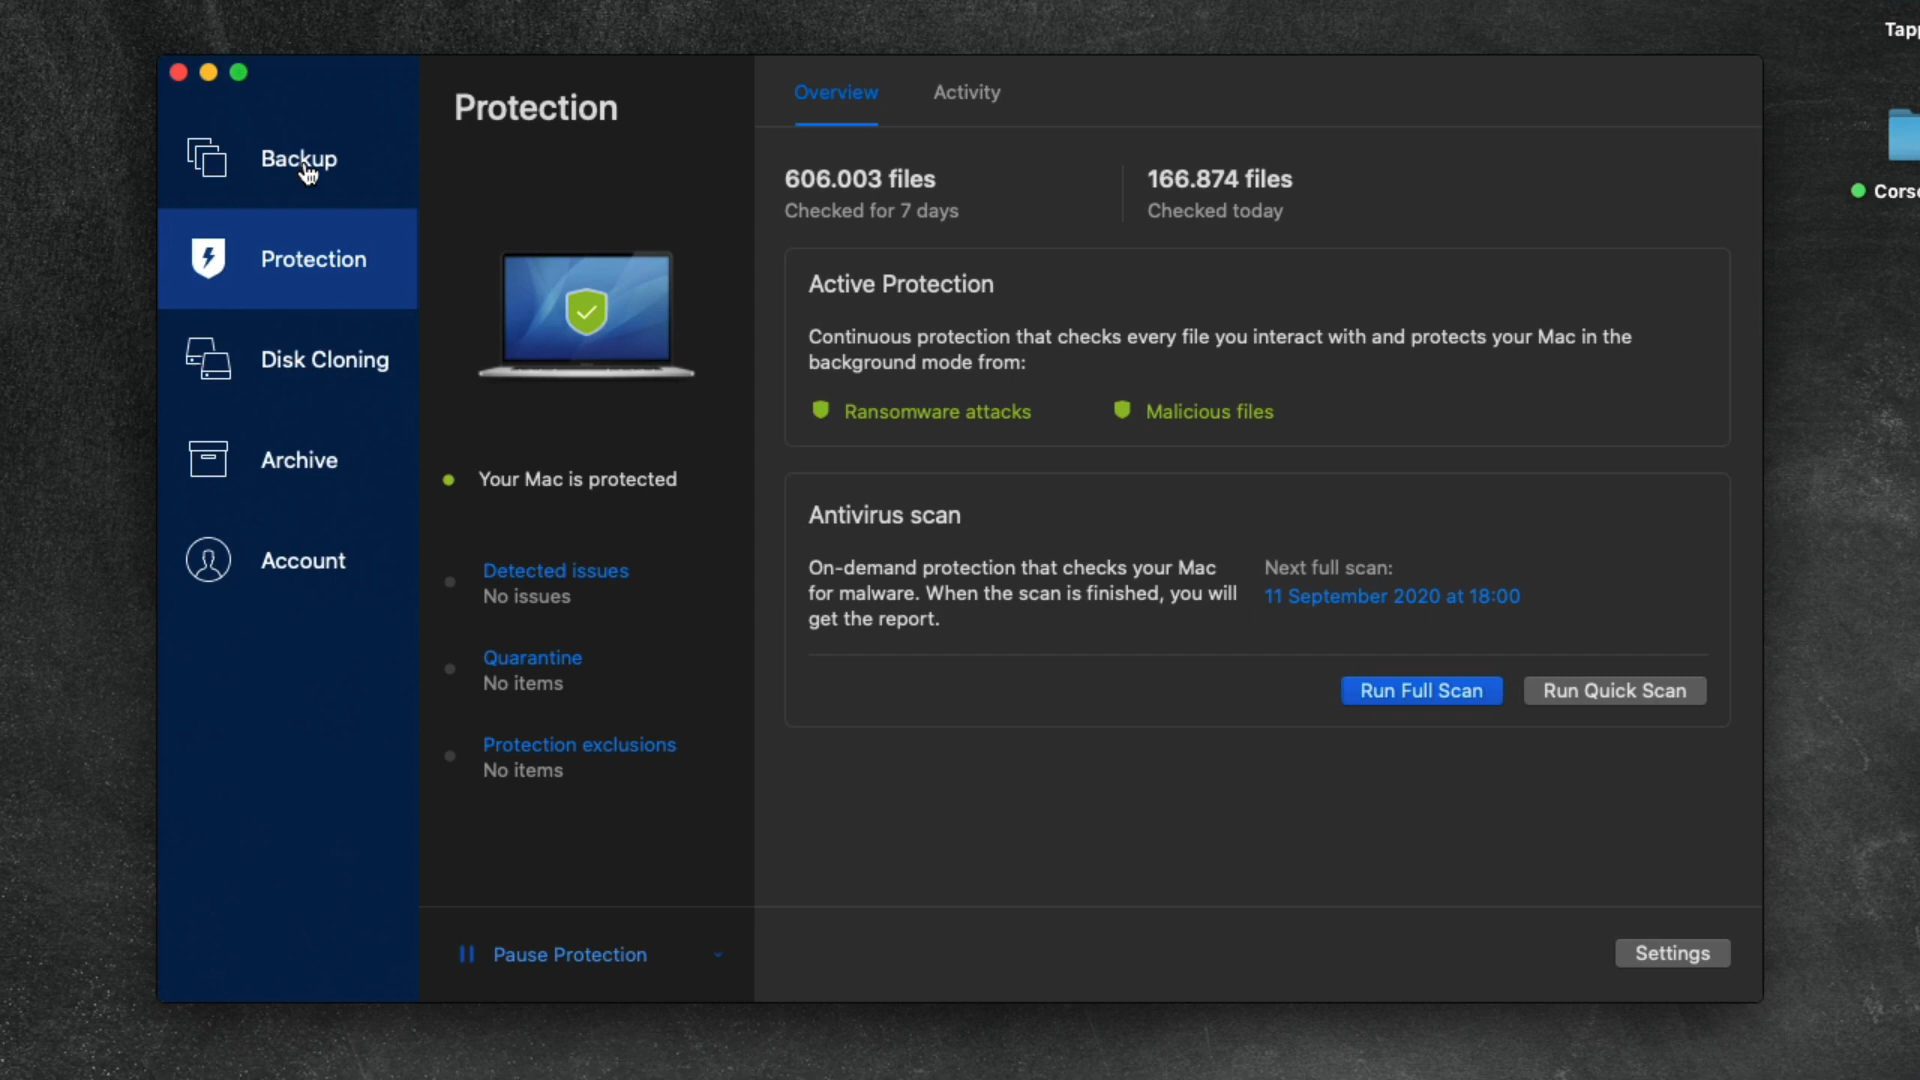 Backup
Protection
Disk Cloning
Archive
Account
Protection
Your Mac is protected
Detected issues
No issues
Quarantine
No items
Protection exclusions
No items
Pause Protection
Overview
Activity
606.003 files
Checked for 7 days
166.874 files
Checked today
Active Protection
Continuous protection that checks every file you interact with and protects your Mac in the
background mode from:
Ransomware attacks
Malicious files
Antivirus scan
On-demand protection that checks your Mac
for malware. When the scan is finished, you will
get the report.
Next full scan:
11 September 2020 at 18:00
Run Full Scan
Run Quick Scan
Settings